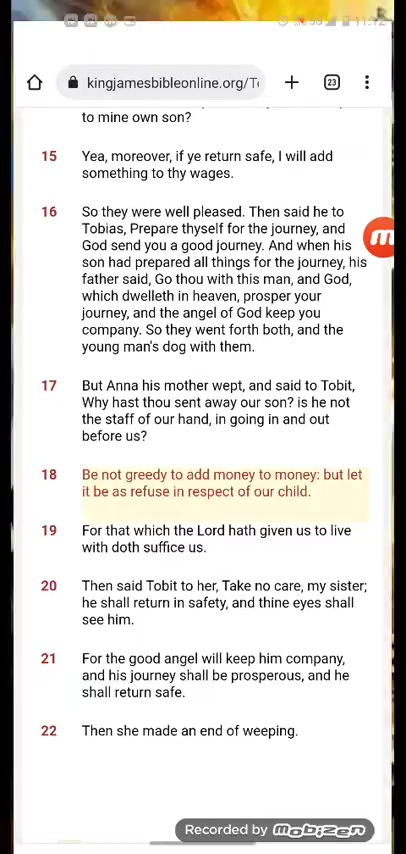 11:12
kingjamesbibleonline.org/T
23
to mine own son?
15 Yea, moreover, if ye return safe, I will add
something to thy wages.
16 So they were well pleased. Then said he to
Tobias, Prepare thyself for the journey, and
God send you a good journey. And when his
son had prepared all things for the journey, his
father said, Go thou with this man, and God,
which dwelleth in heaven, prosper your
journey, and the angel of God keep you
company. So they went forth both, and the
young man's dog with them.
17 But Anna his mother wept, and said to Tobit,
Why hast thou sent away our son? is he not
the staff of our hand, in going in and out
before us?
18 Be not greedy to add money to money: but let
it be as refuse in respect of our child.
19 For that which the Lord hath given us to live
with doth suffice us.
20 Then said Tobit to her, Take no care, my sister;
he shall return in safety, and thine eyes shall
see him.
21 For the good angel will keep him company,
and his journey shall be prosperous, and he
shall return safe.
22 Then she made an end of weeping.
Recorded by mobizen